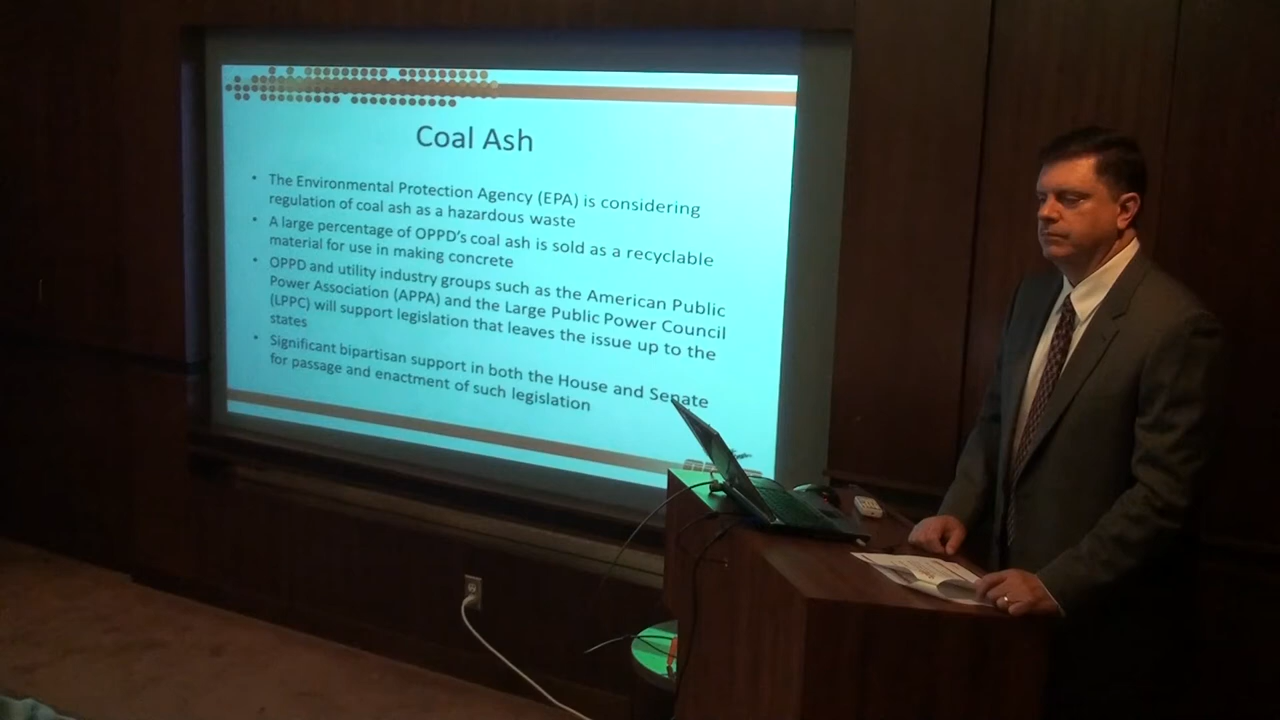 Coal Ash
• The Environmental Protection Agency (EPA) is considering
regulation of coal ash as a hazardous waste
• A large percentage of OPPD's coal ash is sold as a recyclable
material for use in making concrete
• OPPD and utility industry groups such as the American Public
Power Association (APPA) and the Large Public Power Council
(LPPC) will support legislation that leaves the issue up to the
states
• Significant bipartisan support in both the House and Senate
for passage and enactment of such legislation